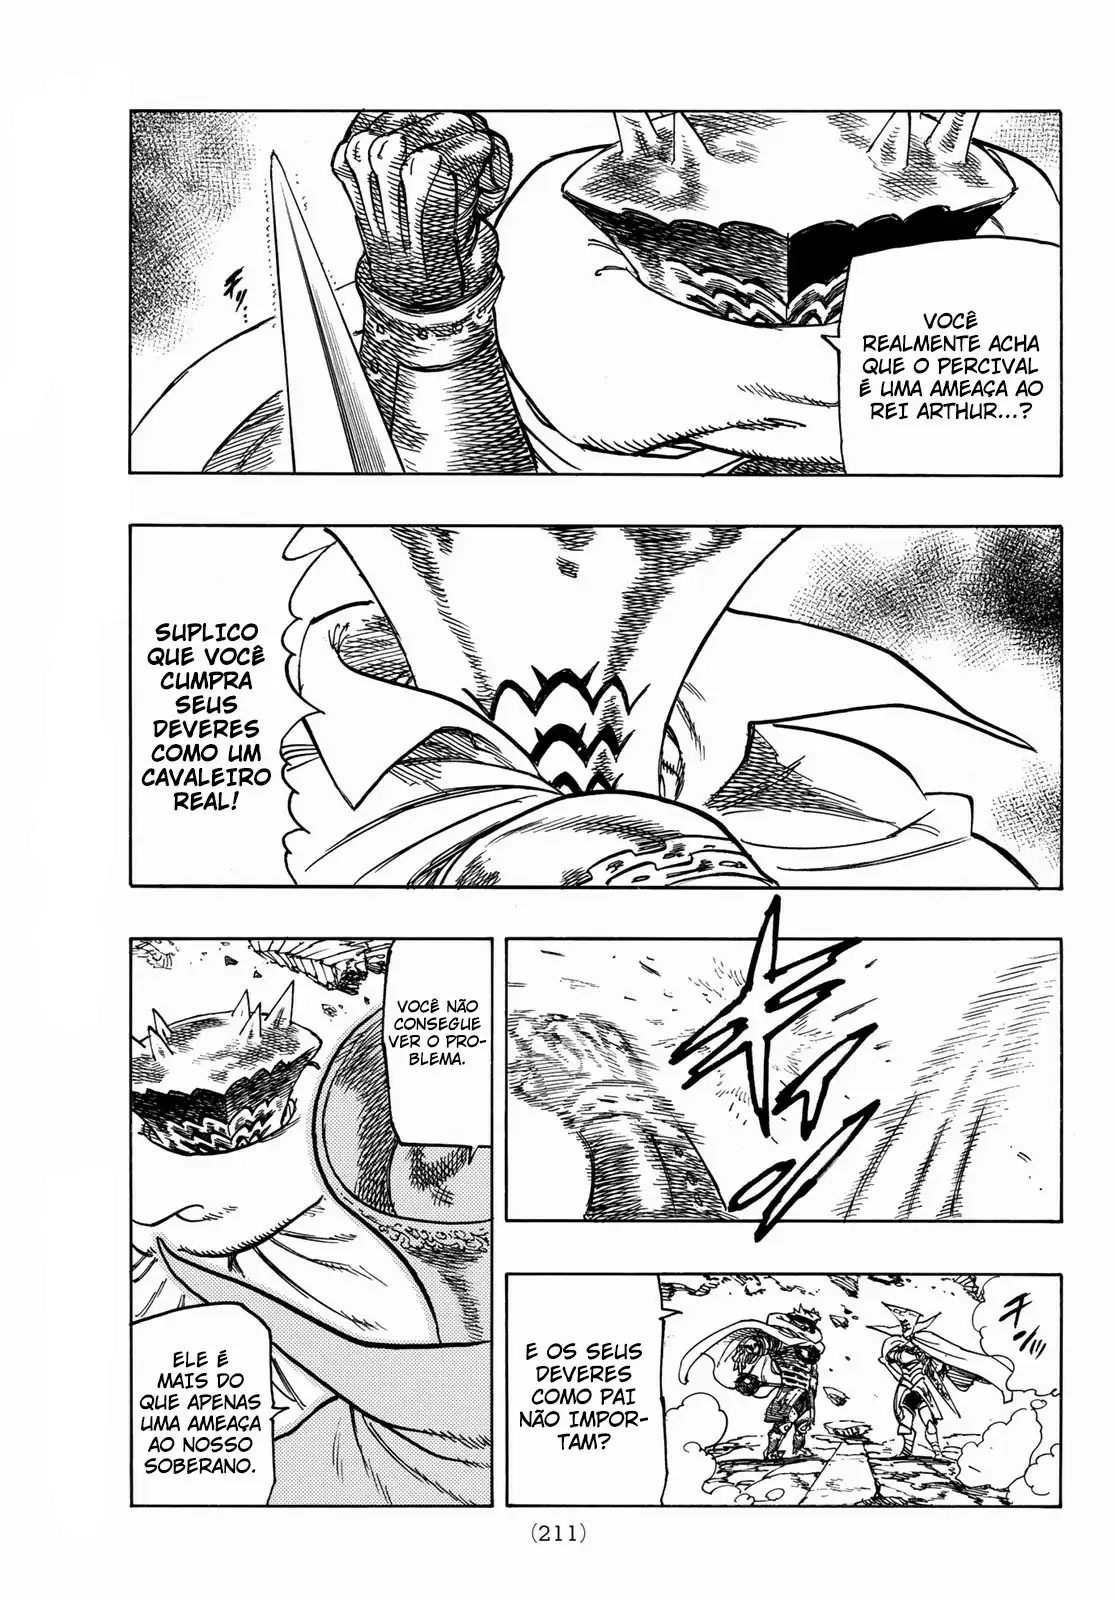 VOCÊ
REALMENTE ACHA
QUE O PERCIVAL
É UMA AMEAÇA AO
REI ARTHUR...?
SUPLICO
QUE VOCÊ
CUMPRA
SEUS
DEVERES
COMO UM
CAVALEIRO
REAL!
E OS SEUS
DEVERES
COMO PAI
NÃO IMPOR-
TAM?
VOCÊ NÃO
CONSEGUE
VER O PRO-
BLEMA.
ELE É
MAIS DO
QUE APENAS
UMA AMEAÇA
AO NOSSO
SOBERANO.
(211)